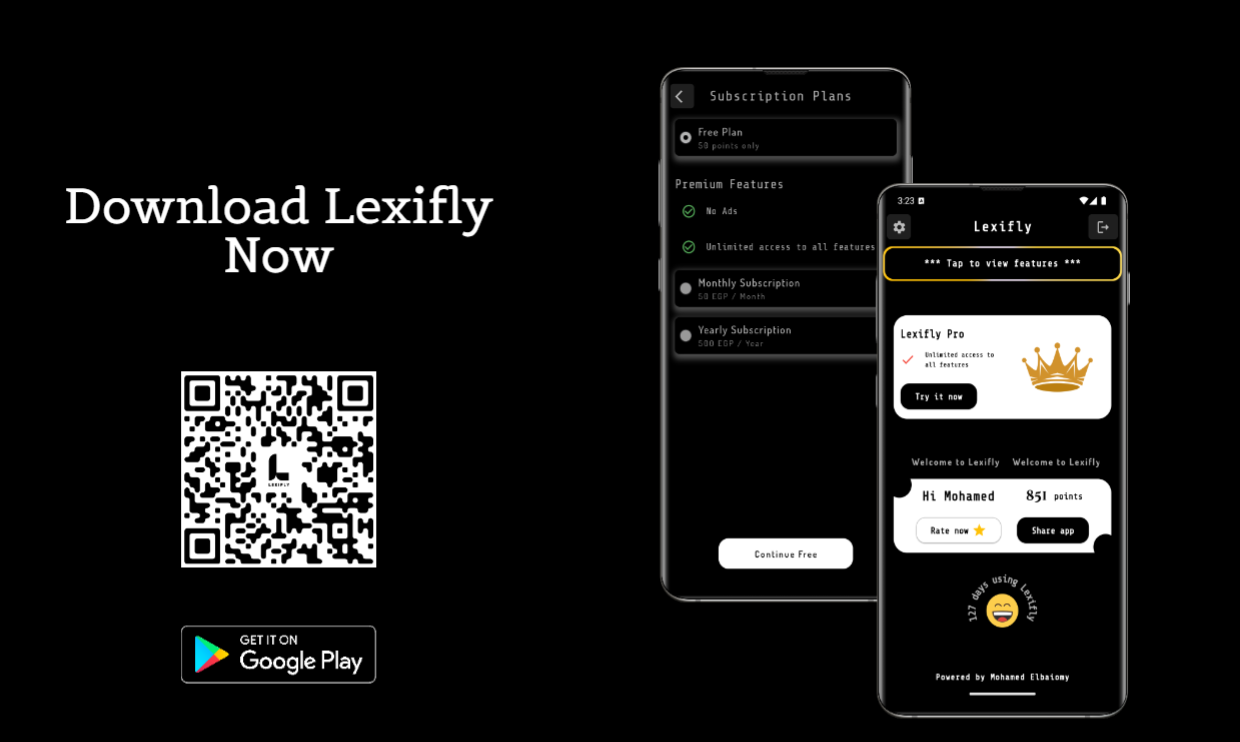 Download Lexifly
Now
LEXIFLY
GET IT ON
Google Play
Subscription Plans
Free Plan
50 points only
Premium Features
No Ads
Unlimited access to all features
Monthly Subscription
50 EGP / Month
Yearly Subscription
500 EGP / Year
Continue Free
3:23
Lexifly
*** Tap to view features ***
Lexifly Pro
Unlimited access to
all features
Try it now
Welcome to Lexifly Welcome to Lexifly
Hi Mohamed 851 points
Rate now Share app
127 days using Lexifly
Powered by Mohamed Elbaiomy